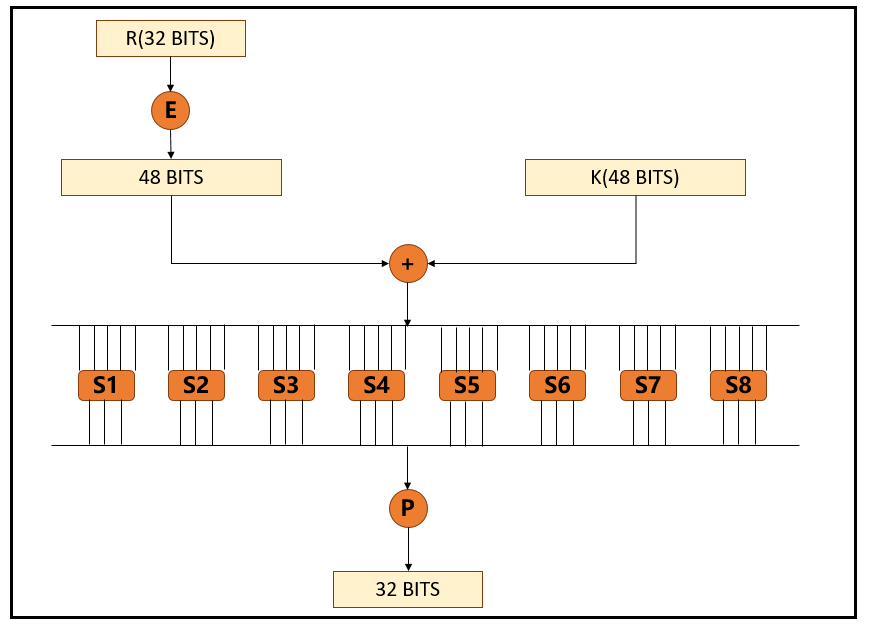 R(32 BITS)
E
48 BITS
K(48 BITS)
+
S1 S2 S3 S4 S5 S6 S7 S8
P
32 BITS